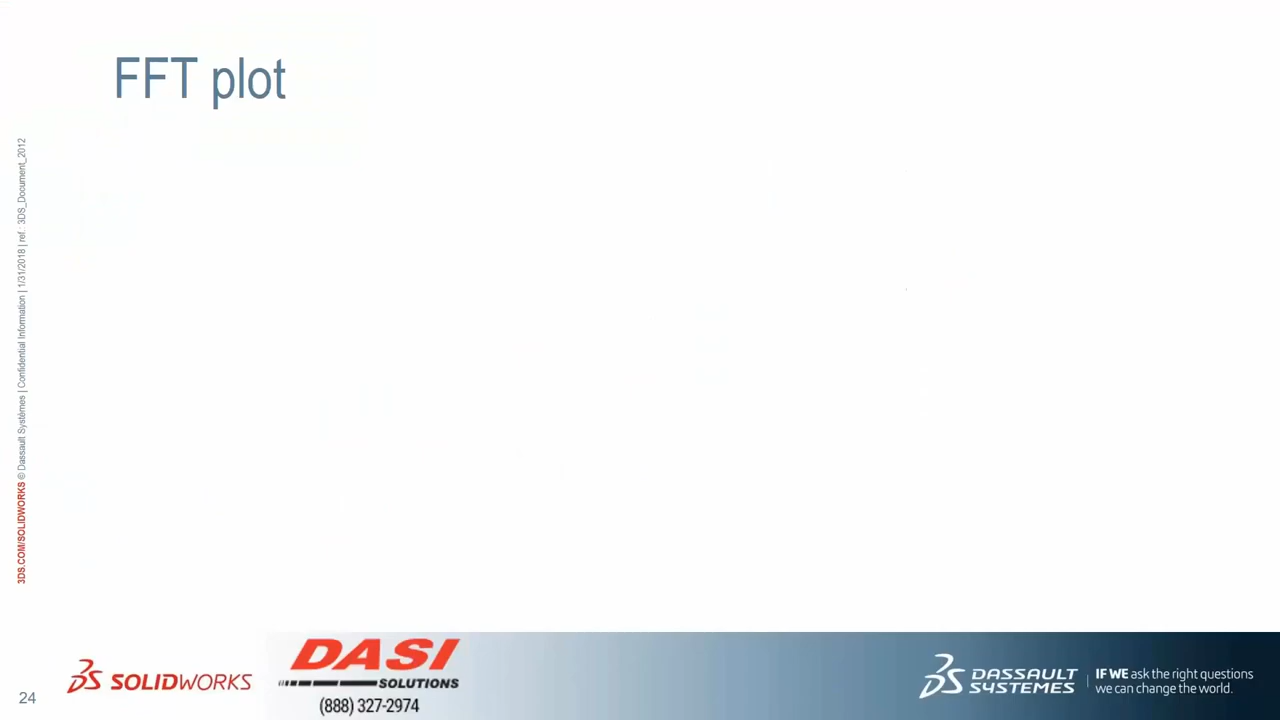 FFT plot
3DS.COM/SOLIDWORKS © Dassault Systèmes | Confidential Information | 1/31/2018 | ref.: 3DS_Document_2012
24
SOLIDWORKS
DASI
SOLUTIONS
(888) 327-2974
DASSAULT
SYSTEMES
IF WE ask the right questions
we can change the world.